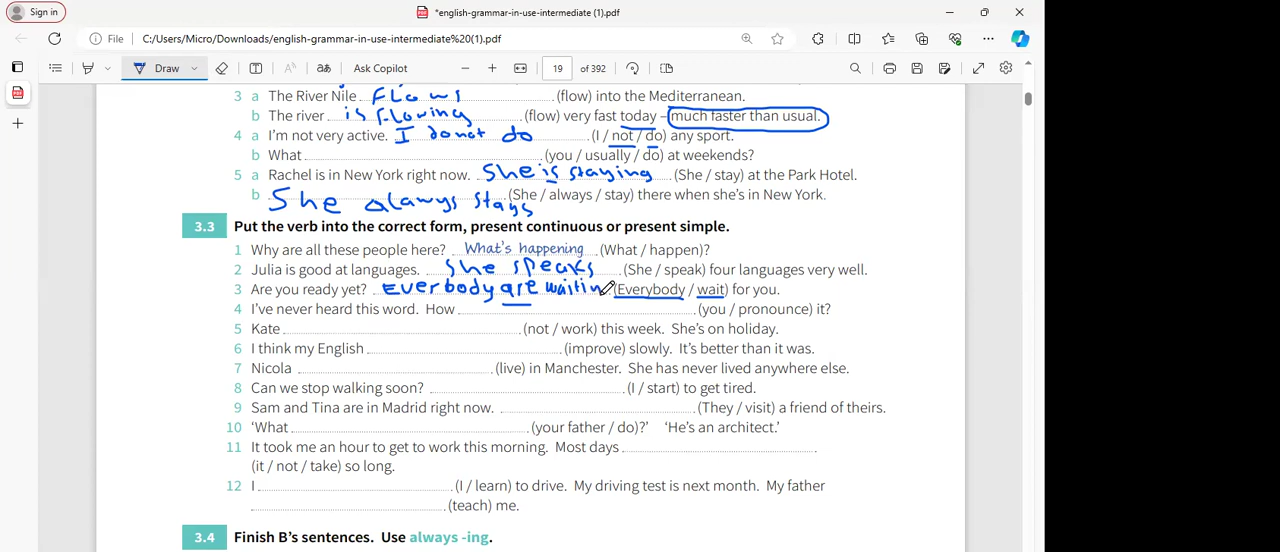 Sign in
*english-grammar-in-use-intermediate (1).pdf
File C:/Users/Micro/Downloads/english-grammar-in-use-intermediate%20(1).pdf
Draw Ask Copilot 19 of 392
3 a The River Nile flows (flow) into the Mediterranean.
b The river is flowing (flow) very fast today – much faster than usual.
4 a I'm not very active. I do not do (I / not / do) any sport.
b What (you / usually / do) at weekends?
5 a Rachel is in New York right now. She is staying (She / stay) at the Park Hotel.
b She alawys stays (She / always / stay) there when she's in New York.
3.3 Put the verb into the correct form, present continuous or present simple.
1 Why are all these people here? What's happening (What / happen)?
2 Julia is good at languages. She speaks (She / speak) four languages very well.
3 Are you ready yet? Everbody are waitin (Everybody / wait) for you.
4 I've never heard this word. How (you / pronounce) it?
5 Kate (not / work) this week. She's on holiday.
6 I think my English (improve) slowly. It's better than it was.
7 Nicola (live) in Manchester. She has never lived anywhere else.
8 Can we stop walking soon? (I / start) to get tired.
9 Sam and Tina are in Madrid right now. (They / visit) a friend of theirs.
10 'What (your father / do)?' 'He's an architect.'
11 It took me an hour to get to work this morning. Most days
(it / not / take) so long.
12 I (I / learn) to drive. My driving test is next month. My father
(teach) me.
3.4 Finish B's sentences. Use always -ing.